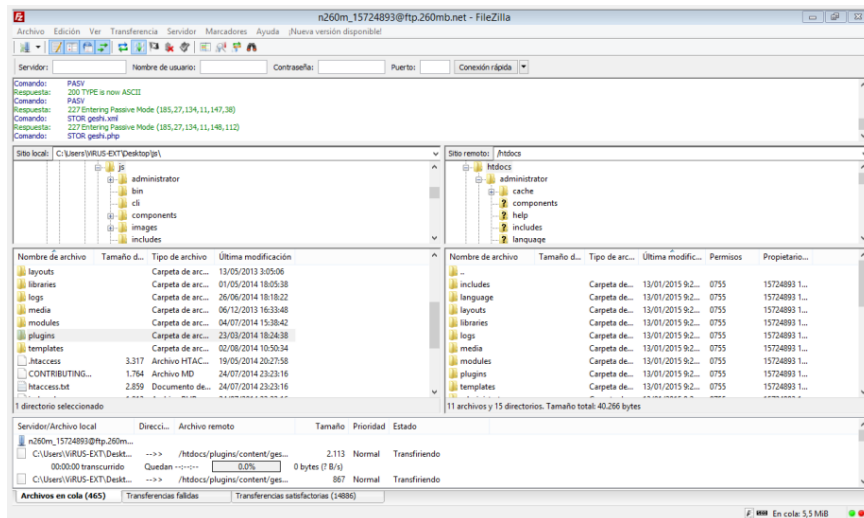 n260m_15724893@ftp.260mb.net - FileZilla
Archivo Edición Ver Transferencia Servidor Marcadores Ayuda ¡Nueva versión disponible!
Servidor: Nombre de usuario: Contraseña: Puerto: Conexión rápida
Comando: PASV
Respuesta: 200 TYPE is now ASCII
Comando: PASV
Respuesta: 227 Entering Passive Mode (185,27,134,11,147,38)
Comando: STOR geshi.xml
Respuesta: 227 Entering Passive Mode (185,27,134,11,148,112)
Comando: STOR geshi.php
Sitio local: C:\Users\ViRUS-EXT\Desktop\js\
js
administrator
bin
cli
components
images
includes
Sitio remoto: /htdocs
htdocs
administrator
cache
components
help
includes
language
Nombre de archivo Tamaño d... Tipo de archivo Última modificación
layouts Carpeta de arc... 13/05/2013 3:05:06
libraries Carpeta de arc... 01/05/2014 18:05:38
logs Carpeta de arc... 26/06/2014 18:18:22
media Carpeta de arc... 06/12/2013 16:33:48
modules Carpeta de arc... 04/07/2014 15:38:42
plugins Carpeta de arc... 23/03/2014 18:24:38
templates Carpeta de arc... 02/08/2014 10:50:34
.htaccess 3.317 Archivo HTAC... 19/05/2014 20:27:58
CONTRIBUTING... 1.764 Archivo MD 24/07/2014 23:23:16
htaccess.txt 2.859 Documento de... 24/07/2014 23:23:16
1 directorio seleccionado
Nombre de archivo Tamaño d... Tipo de arc... Última modific... Permisos Propietario...
..
includes Carpeta de... 13/01/2015 9:2... 0755 15724893 1...
language Carpeta de... 13/01/2015 9:2... 0755 15724893 1...
layouts Carpeta de... 13/01/2015 9:2... 0755 15724893 1...
libraries Carpeta de... 13/01/2015 9:2... 0755 15724893 1...
logs Carpeta de... 13/01/2015 9:2... 0755 15724893 1...
media Carpeta de... 13/01/2015 9:2... 0755 15724893 1...
modules Carpeta de... 13/01/2015 9:2... 0755 15724893 1...
plugins Carpeta de... 13/01/2015 9:2... 0755 15724893 1...
templates Carpeta de... 13/01/2015 9:2... 0755 15724893 1...
11 archivos y 15 directorios. Tamaño total: 40.266 bytes
Servidor/Archivo local Direcci... Archivo remoto Tamaño Prioridad Estado
n260m_15724893@ftp.260m...
C:\Users\ViRUS-EXT\Deskt... -->> /htdocs/plugins/content/ges... 2.113 Normal Transfiriendo
00:00:00 transcurrido Quedan --:--:-- 0.0% 0 bytes (? B/s)
C:\Users\ViRUS-EXT\Deskt... -->> /htdocs/plugins/content/ges... 867 Normal Transfiriendo
Archivos en cola (465) Transferencias fallidas Transferencias satisfactorias (14886)
En cola: 5,5 MiB